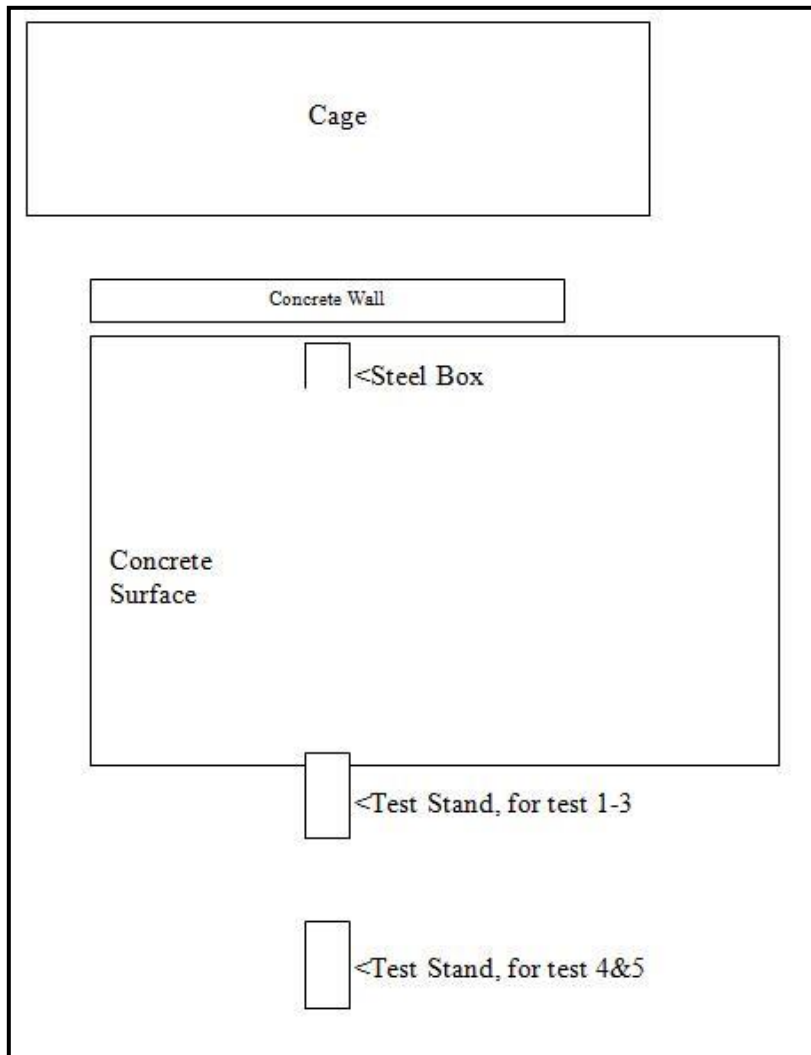 Cage
Concrete Wall
<Steel Box
Concrete
Surface
<Test Stand, for test 1-3
<Test Stand, for test 4&5